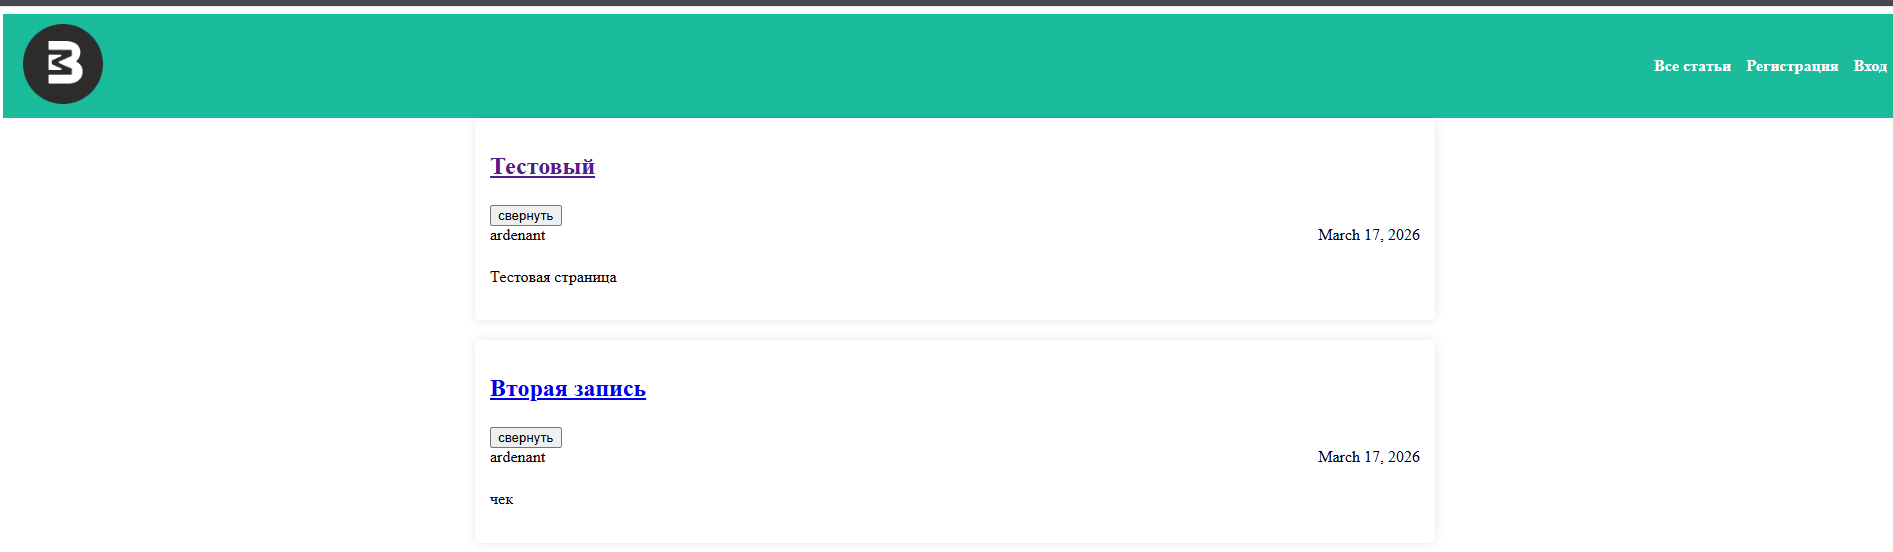 Все статьи Регистрация Вход
Тестовый
свернуть
ardenant March 17, 2026
Тестовая страница
Вторая запись
свернуть
ardenant March 17, 2026
чек